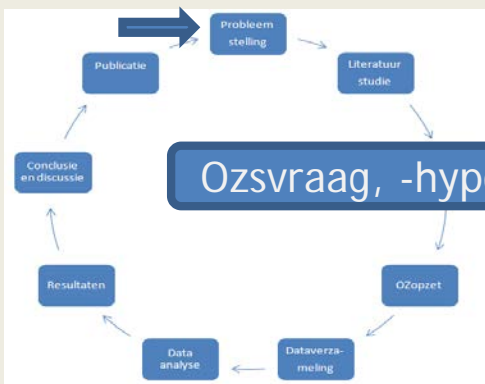 Probleem
stelling
Literatuur
studie
Ozsvraag, -hyp
OZopzet
Dataverza-
meling
Data
analyse
Resultaten
Conclusie
en discussie
Publicatie